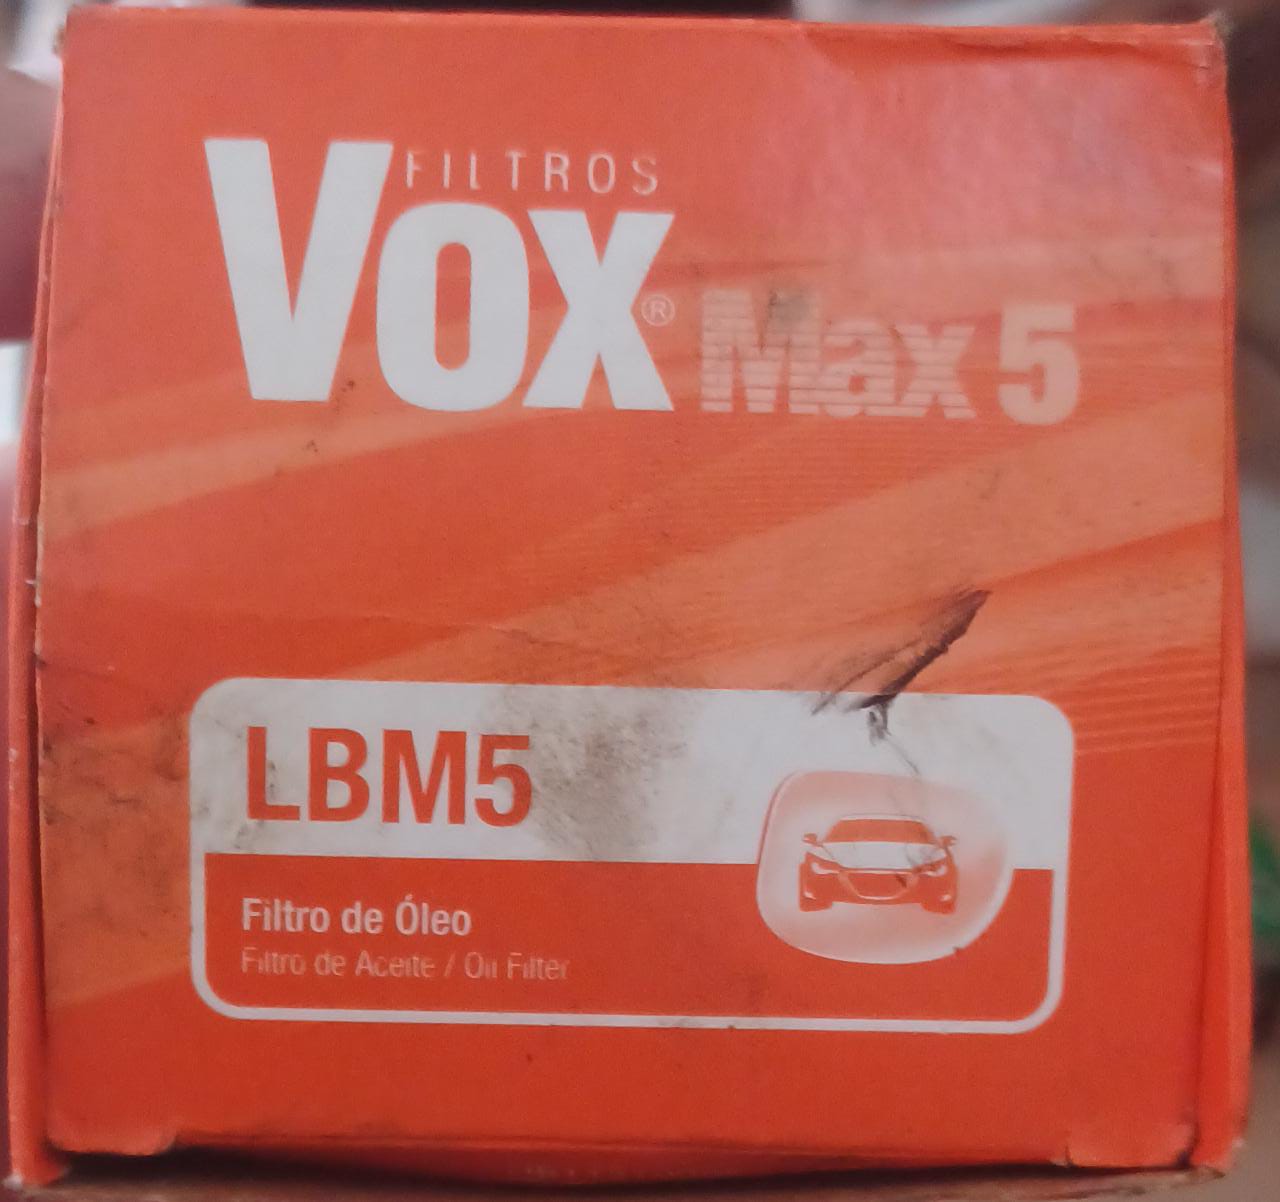 FILTROS
VOX® Max 5
LBM5
Filtro de Óleo
Filtro de Aceite / Oil Filter